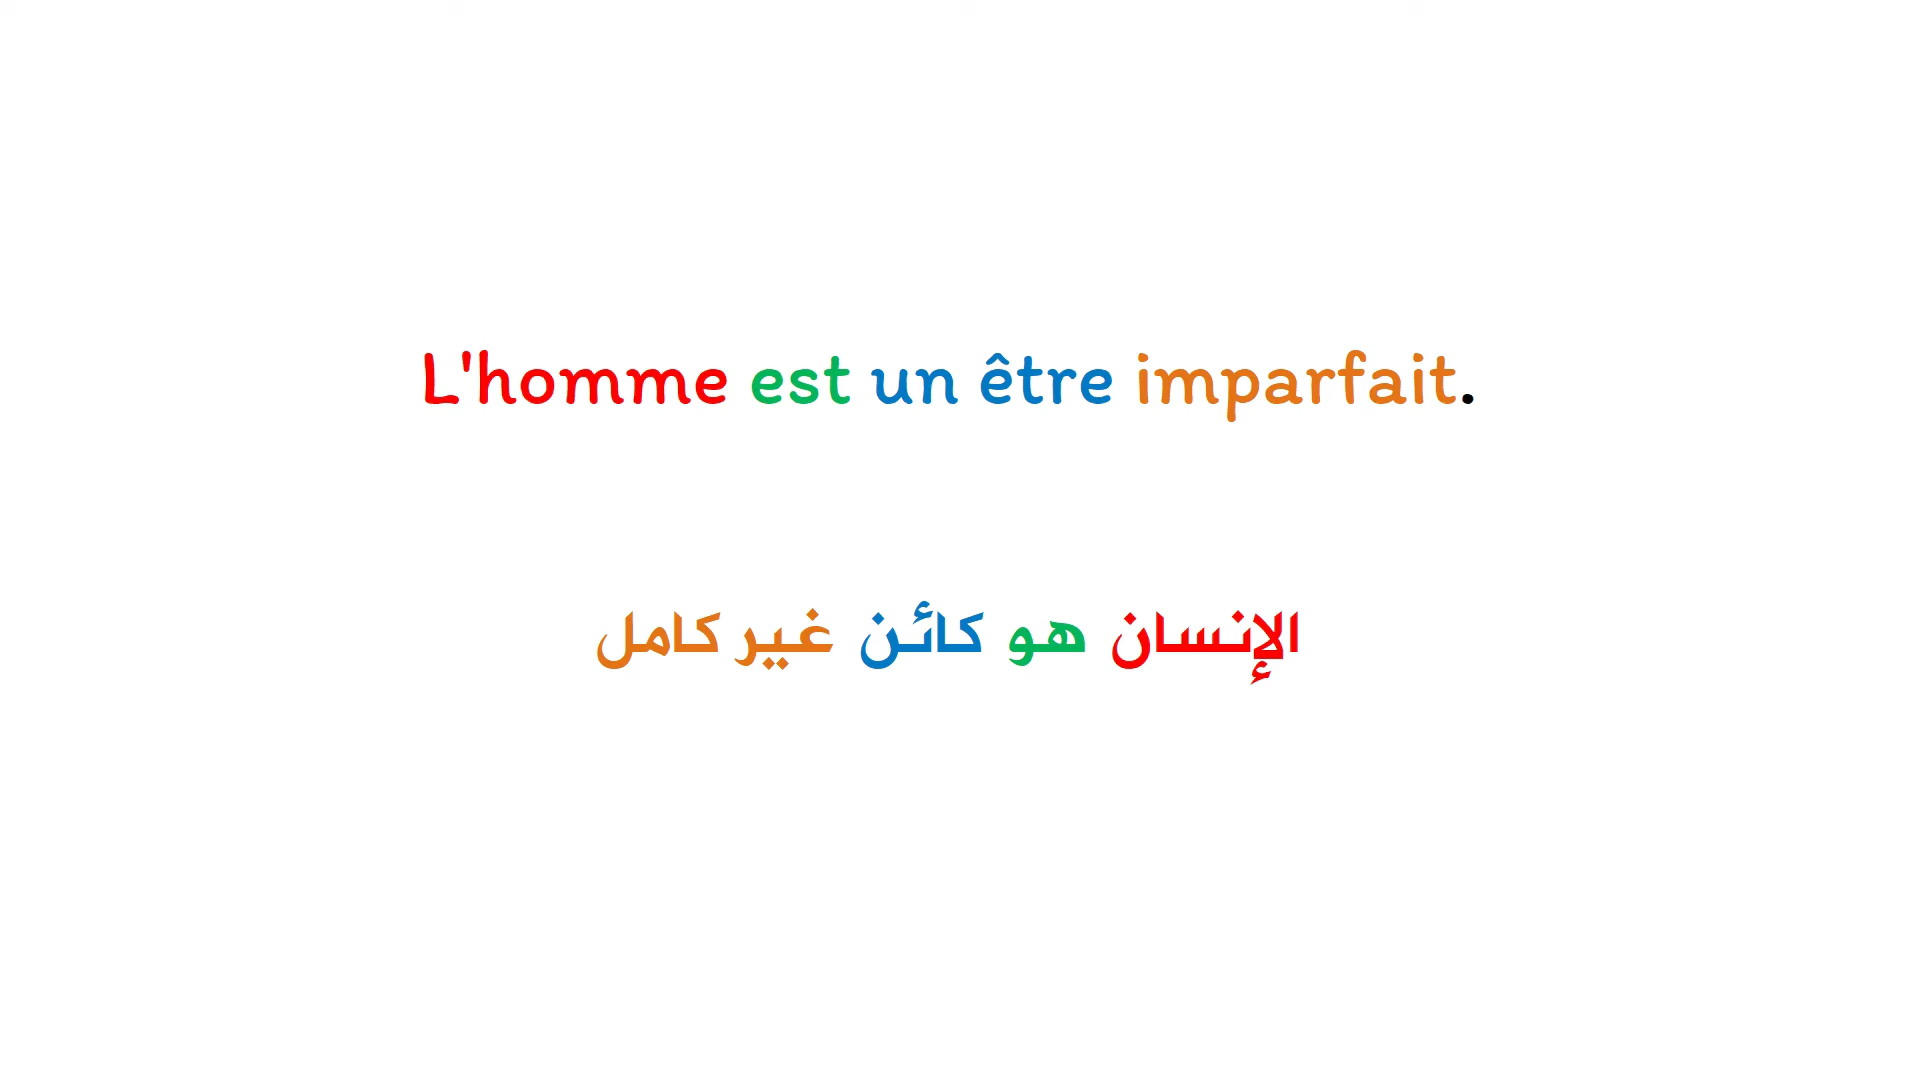 L'homme est un être imparfait.
الإنسان هو كائن غير كامل